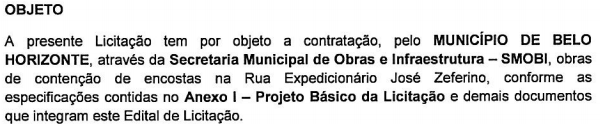 OBJETO
A presente Licitação tem por objeto a contratação, pelo MUNICÍPIO DE BELO
HORIZONTE, através da Secretaria Municipal de Obras e Infraestrutura – SMOBI, obras
de contenção de encostas na Rua Expedicionário José Zeferino, conforme as
especificações contidas no Anexo I – Projeto Básico da Licitação e demais documentos
que integram este Edital de Licitação.